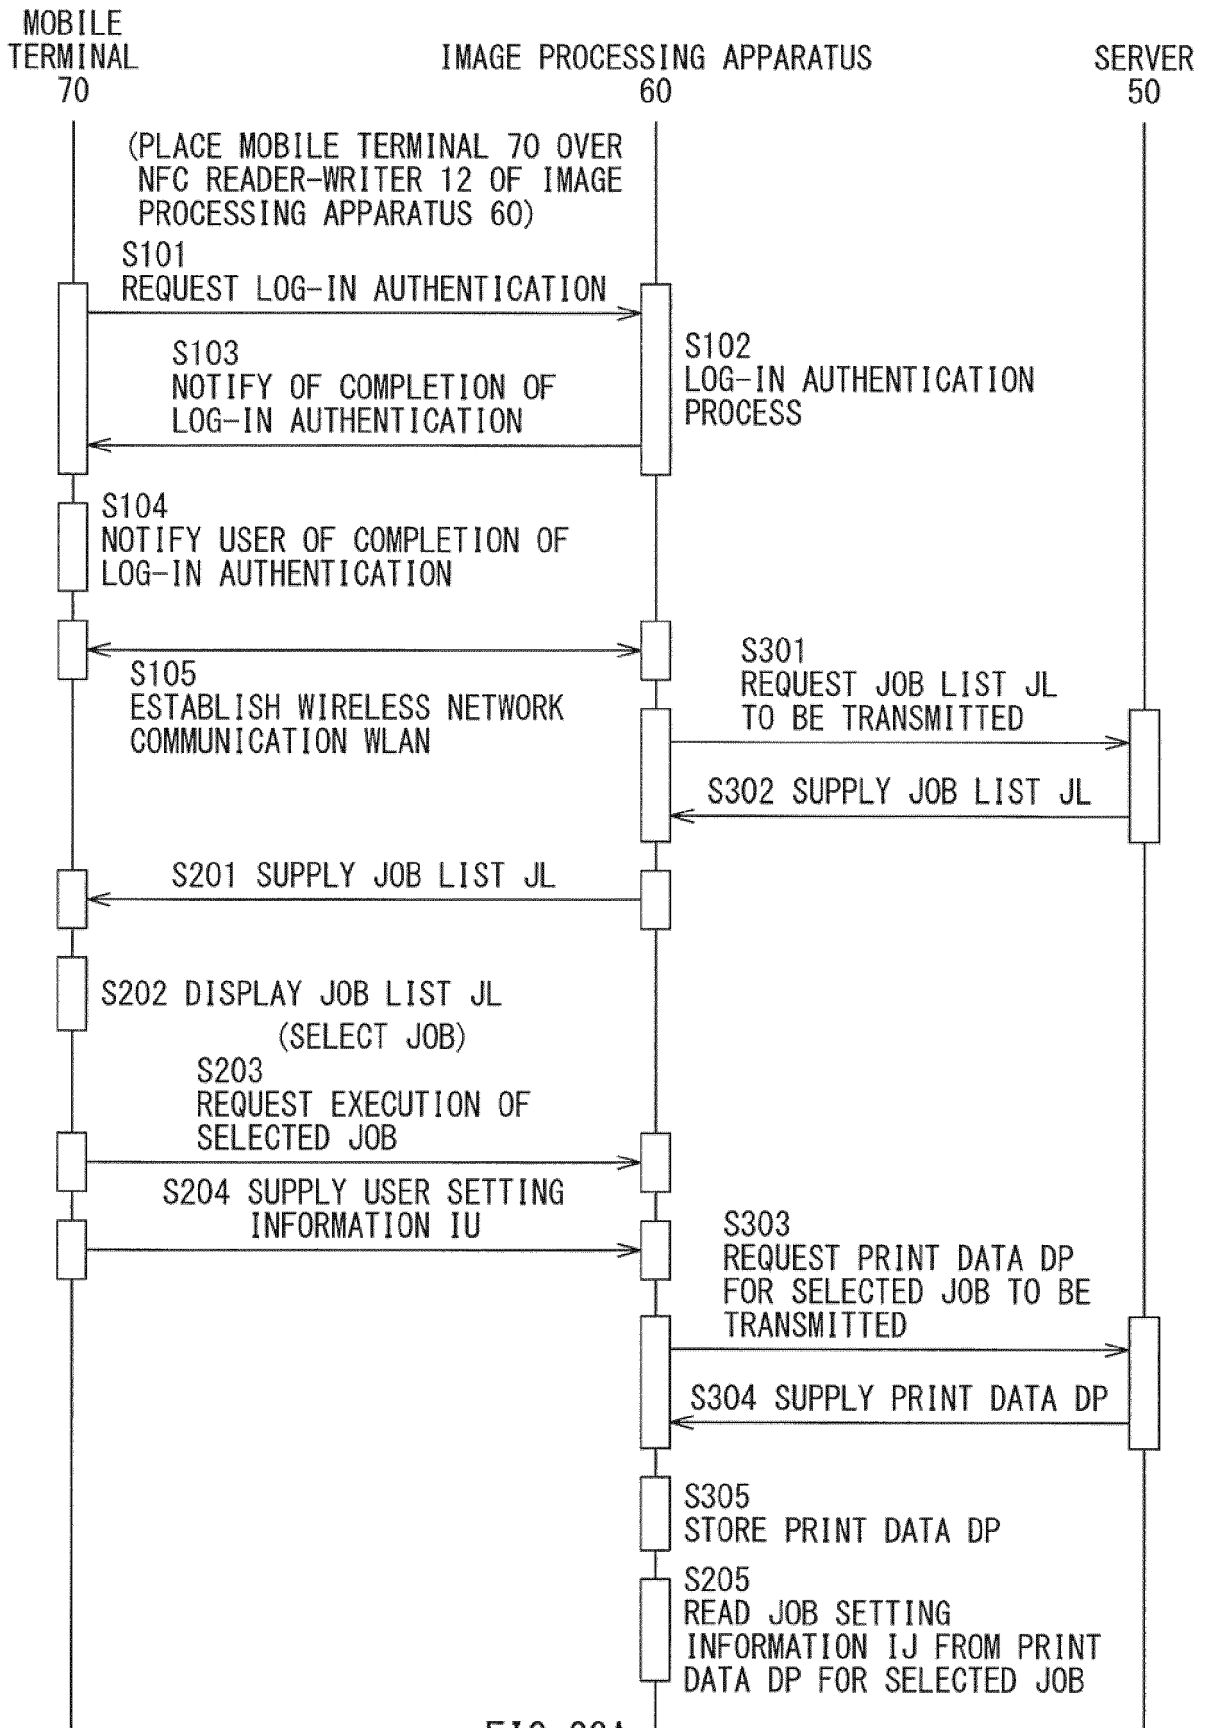 MOBILE
TERMINAL
70
IMAGE PROCESSING APPARATUS
60
SERVER
50
(PLACE MOBILE TERMINAL 70 OVER
NFC READER-WRITER 12 OF IMAGE
PROCESSING APPARATUS 60)
S101
REQUEST LOG-IN AUTHENTICATION
S102
LOG-IN AUTHENTICATION
PROCESS
S103
NOTIFY OF COMPLETION OF
LOG-IN AUTHENTICATION
S104
NOTIFY USER OF COMPLETION OF
LOG-IN AUTHENTICATION
S105
ESTABLISH WIRELESS NETWORK
COMMUNICATION WLAN
S301
REQUEST JOB LIST JL
TO BE TRANSMITTED
S302 SUPPLY JOB LIST JL
S201 SUPPLY JOB LIST JL
S202 DISPLAY JOB LIST JL
(SELECT JOB)
S203
REQUEST EXECUTION OF
SELECTED JOB
S204 SUPPLY USER SETTING
INFORMATION IU
S303
REQUEST PRINT DATA DP
FOR SELECTED JOB TO BE
TRANSMITTED
S304 SUPPLY PRINT DATA DP
S305
STORE PRINT DATA DP
S205
READ JOB SETTING
INFORMATION IJ FROM PRINT
DATA DP FOR SELECTED JOB